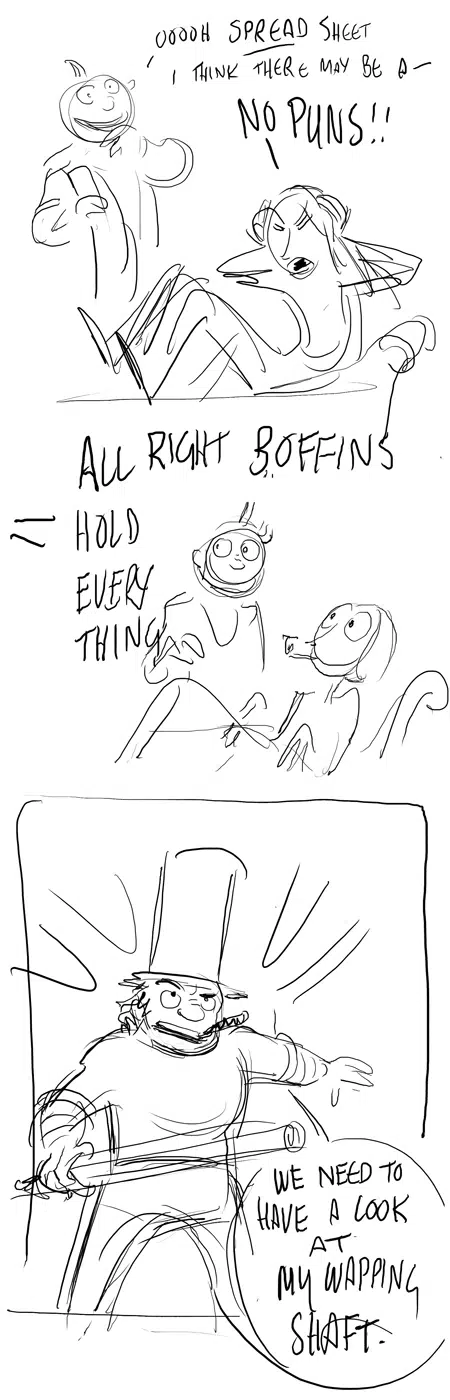 OOOOH SPREAD SHEET
I THINK THERE MAY BE A —
NO PUNS!!
ALL RIGHT BOFFINS
HOLD
EVERY
THING
WE NEED TO
HAVE A LOOK
AT
MY WAPPING
SHAFT.